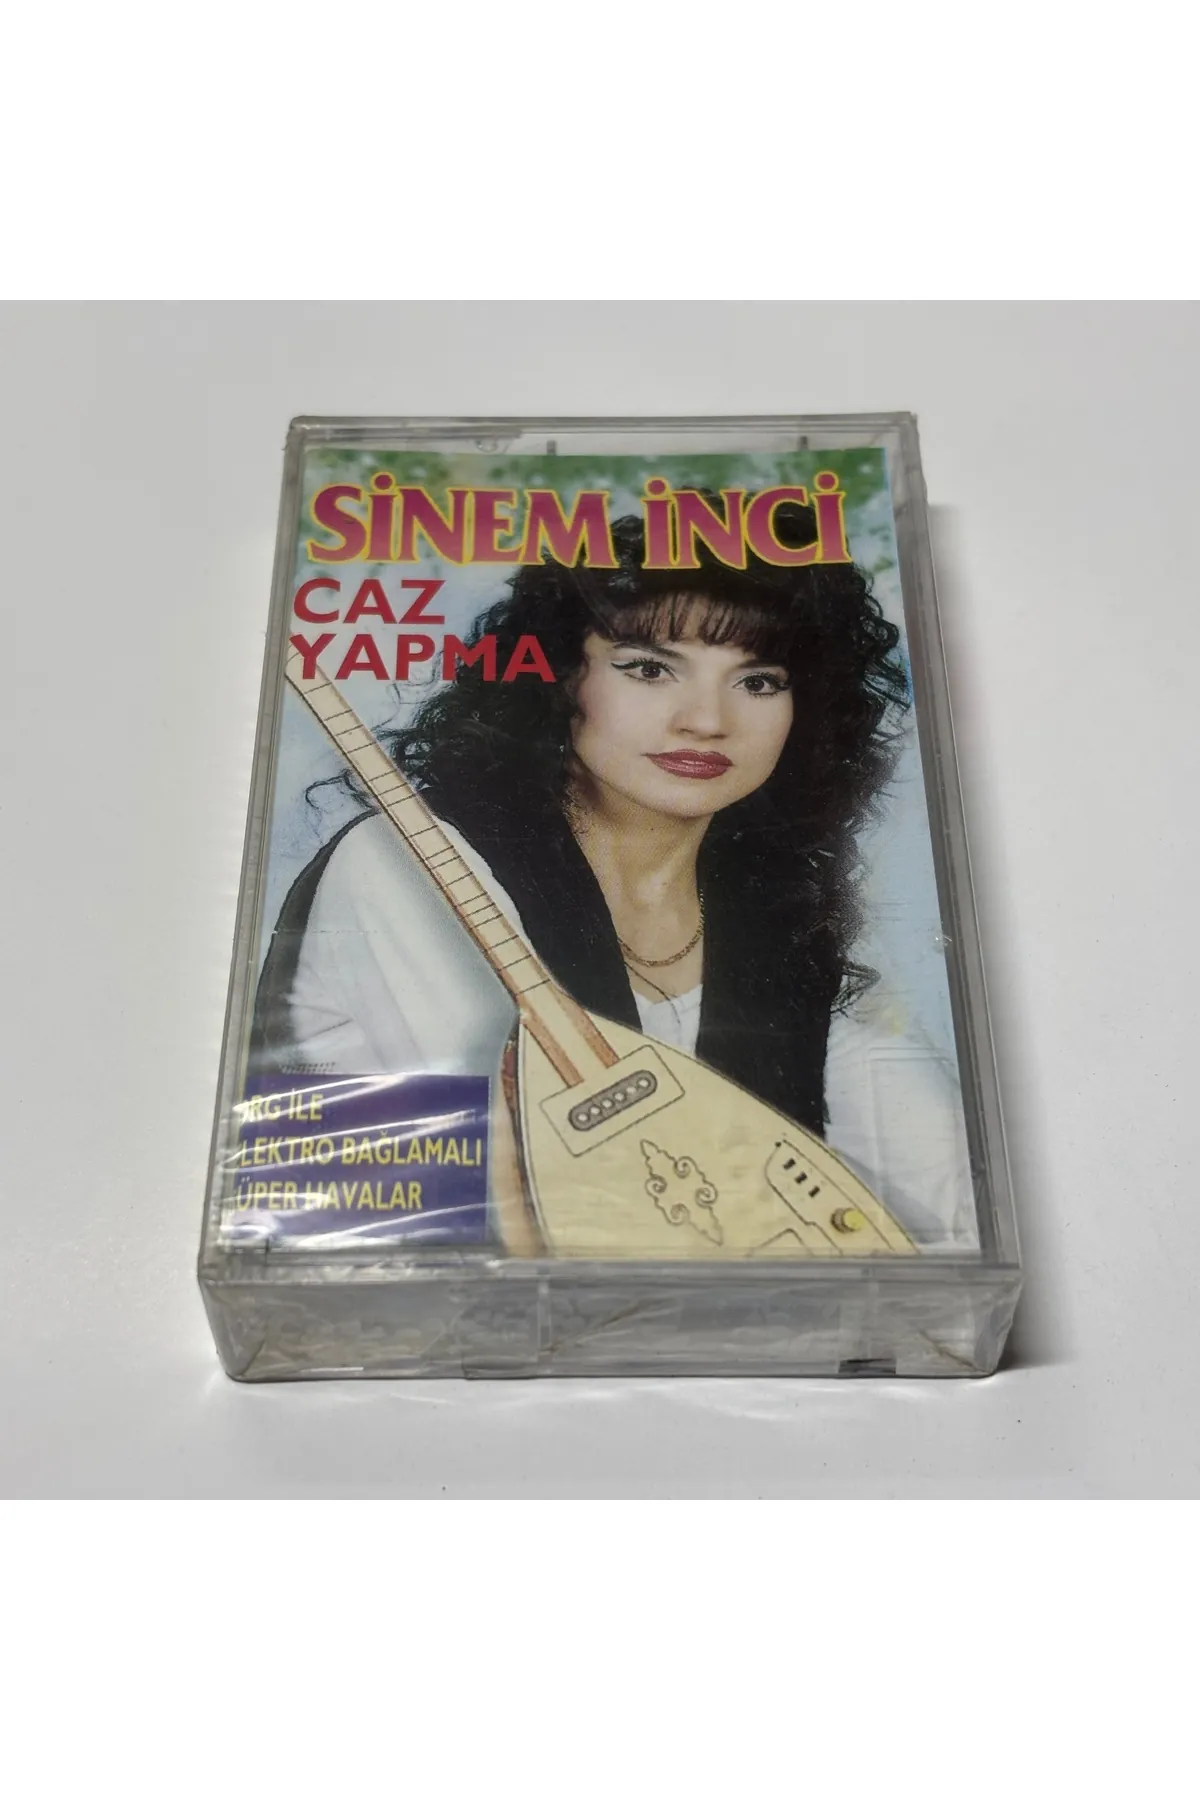 SİNEM İNCİ
CAZ
YAPMA
RG İLE
LEKTRO BAĞLAMALI
ÜPER HAVALAR